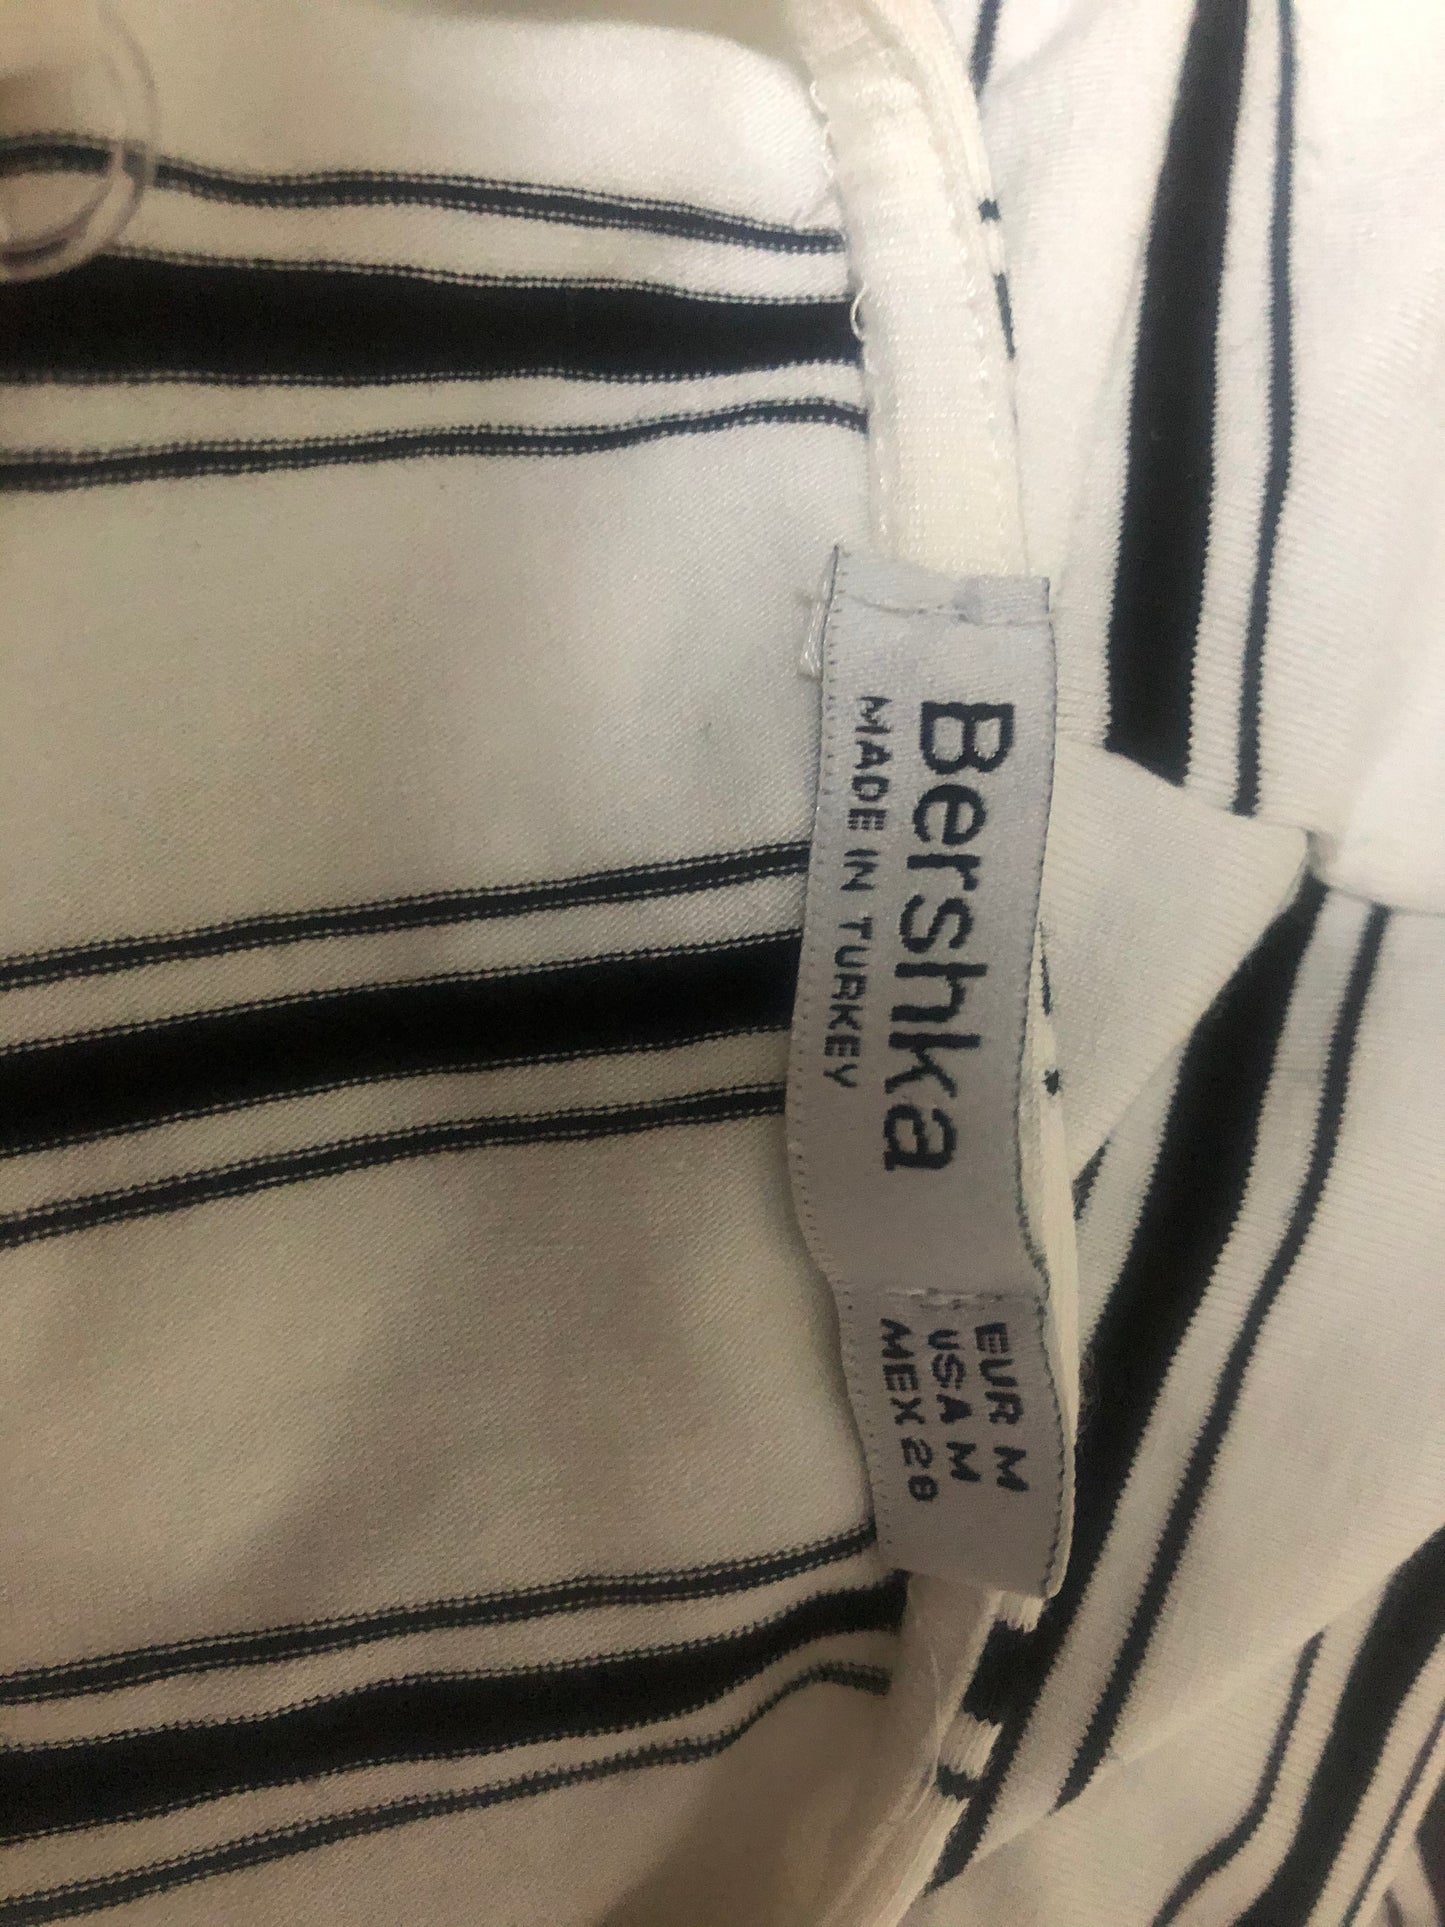 Bershka
MADE IN TURKEY
EUR M
USA M
MEX 28